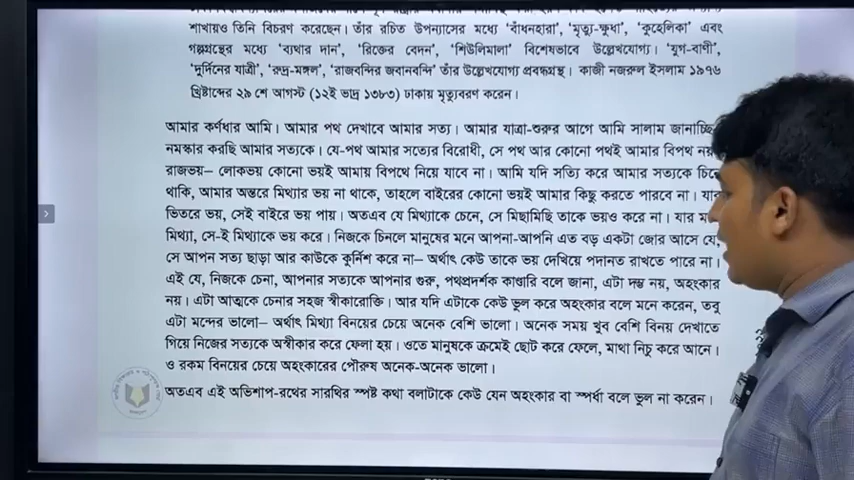 শাখায়ও তিনি বিচরণ করেছেন। তাঁর রচিত উপন্যাসের মধ্যে ‘বাঁধনহারা’, ‘মৃত্যু-ক্ষুধা’, ‘কুহেলিকা’ এবং
গল্পগ্রন্থের মধ্যে ‘ব্যথার দান’, ‘রিক্তের বেদন’, ‘শিউলিমালা’ বিশেষভাবে উল্লেখযোগ্য। ‘যুগ-বাণী’,
‘দুর্দিনের যাত্রী’, ‘রুদ্র-মঙ্গল’, ‘রাজবন্দির জবানবন্দি’ তাঁর উল্লেখযোগ্য প্রবন্ধগ্রন্থ। কাজী নজরুল ইসলাম ১৯৭৬
খ্রিষ্টাব্দের ২৯ শে আগস্ট (১২ই ভাদ্র ১৩৮৩) ঢাকায় মৃত্যুবরণ করেন।
আমার কর্ণধার আমি। আমার পথ দেখাবে আমার সত্য। আমার যাত্রা-শুরুর আগে আমি সালাম জানাচ্ছি
নমস্কার করছি আমার সত্যকে। যে-পথ আমার সত্যের বিরোধী, সে পথ আর কোনো পথই আমার বিপথ নয়
রাজভয়– লোকভয় কোনো ভয়ই আমায় বিপথে নিয়ে যাবে না। আমি যদি সত্যি করে আমার সত্যকে চিনে
থাকি, আমার অন্তরে মিথ্যার ভয় না থাকে, তাহলে বাইরের কোনো ভয়ই আমার কিছু করতে পারবে না। যার
ভিতরে ভয়, সেই বাইরে ভয় পায়। অতএব যে মিথ্যাকে চেনে, সে মিছামিছি তাকে ভয়ও করে না। যার
মিথ্যা, সে-ই মিথ্যাকে ভয় করে। নিজকে চিনলে মানুষের মনে আপনা-আপনি এত বড় একটা জোর আসে যে,
সে আপন সত্য ছাড়া আর কাউকে কুর্নিশ করে না– অর্থাৎ কেউ তাকে ভয় দেখিয়ে পদানত রাখতে পারে না।
এই যে, নিজকে চেনা, আপনার সত্যকে আপনার গুরু, পথপ্রদর্শক কাণ্ডারি বলে জানা, এটা দম্ভ নয়, অহংকার
নয়। এটা আত্মকে চেনার সহজ স্বীকারোক্তি। আর যদি এটাকে কেউ ভুল করে অহংকার বলে মনে করেন, তবু
এটা মন্দের ভালো– অর্থাৎ মিথ্যা বিনয়ের চেয়ে অনেক বেশি ভালো। অনেক সময় খুব বেশি বিনয় দেখাতে
গিয়ে নিজের সত্যকে অস্বীকার করে ফেলা হয়। ওতে মানুষকে ক্রমেই ছোট করে ফেলে, মাথা নিচু করে আনে।
ও রকম বিনয়ের চেয়ে অহংকারের পৌরুষ অনেক-অনেক ভালো।
অতএব এই অভিশাপ-রথের সারথির স্পষ্ট কথা বলাটাকে কেউ যেন অহংকার বা স্পর্ধা বলে ভুল না করেন।